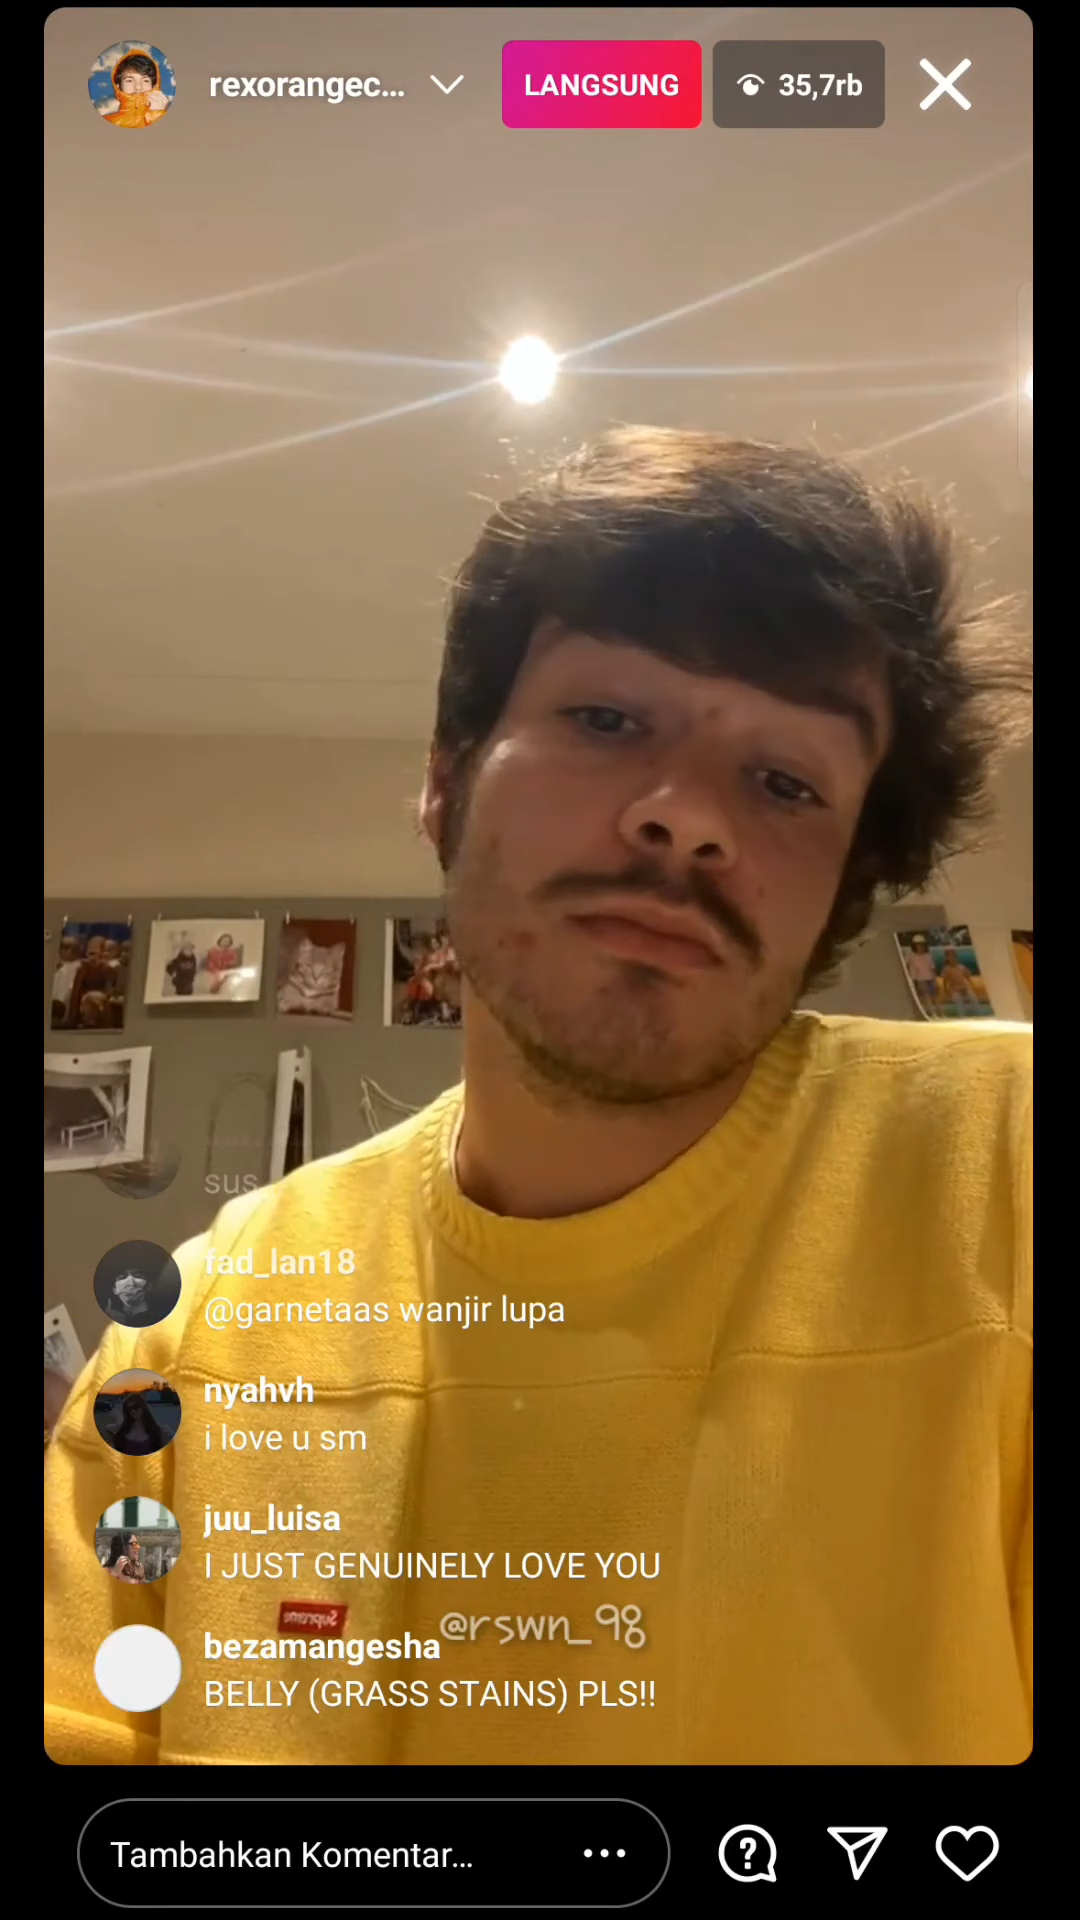 rexorangec...
LANGSUNG
35,7rb
sus
fad_lan18
@garnetaas wanjir lupa
nyahvh
i love u sm
juu_luisa
I JUST GENUINELY LOVE YOU
Supreme
@rswn_98
bezamangesha
BELLY (GRASS STAINS) PLS!!
Tambahkan Komentar...